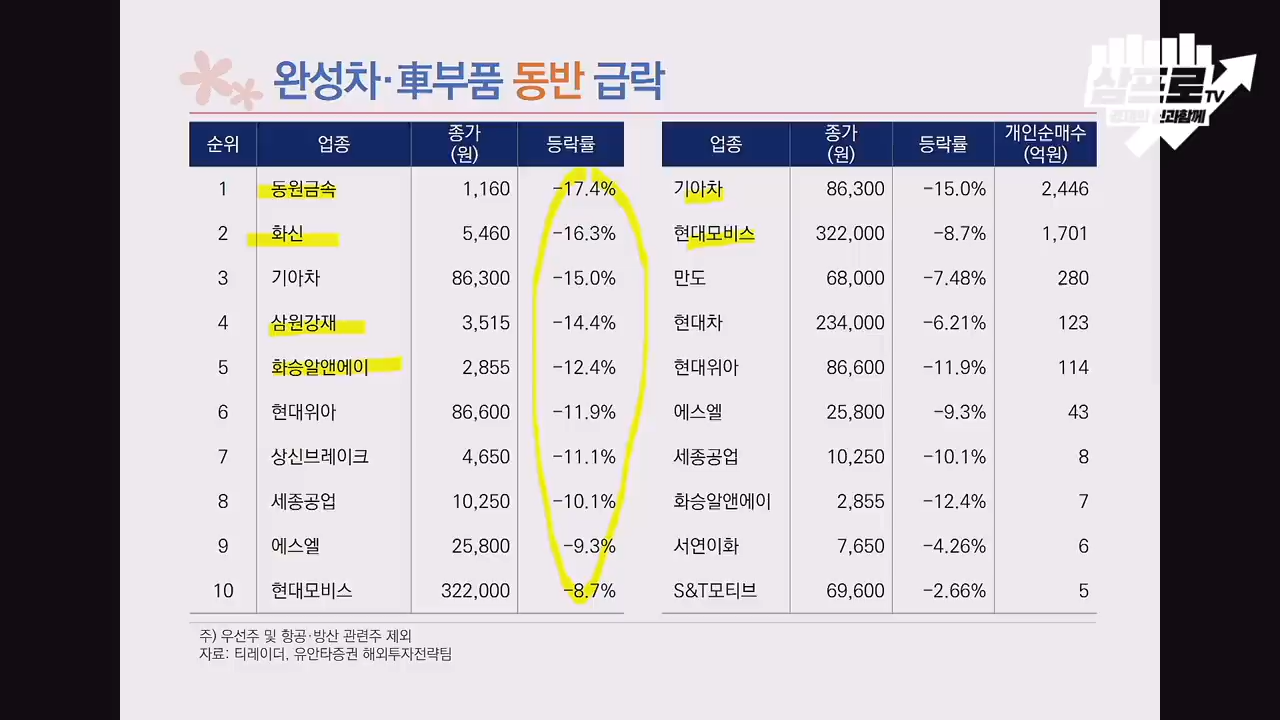 완성차·車부품 동반 급락
삼프로TV
경제의 신과함께
순위 업종 종가(원) 등락률
1 동원금속 1,160 -17.4%
2 화신 5,460 -16.3%
3 기아차 86,300 -15.0%
4 삼원강재 3,515 -14.4%
5 화승알앤에이 2,855 -12.4%
6 현대위아 86,600 -11.9%
7 상신브레이크 4,650 -11.1%
8 세종공업 10,250 -10.1%
9 에스엘 25,800 -9.3%
10 현대모비스 322,000 -8.7%
업종 종가(원) 등락률 개인순매수(억원)
기아차 86,300 -15.0% 2,446
현대모비스 322,000 -8.7% 1,701
만도 68,000 -7.48% 280
현대차 234,000 -6.21% 123
현대위아 86,600 -11.9% 114
에스엘 25,800 -9.3% 43
세종공업 10,250 -10.1% 8
화승알앤에이 2,855 -12.4% 7
서연이화 7,650 -4.26% 6
S&T모티브 69,600 -2.66% 5
주) 우선주 및 항공·방산 관련주 제외
자료: 티레이더, 유안타증권 해외투자전략팀